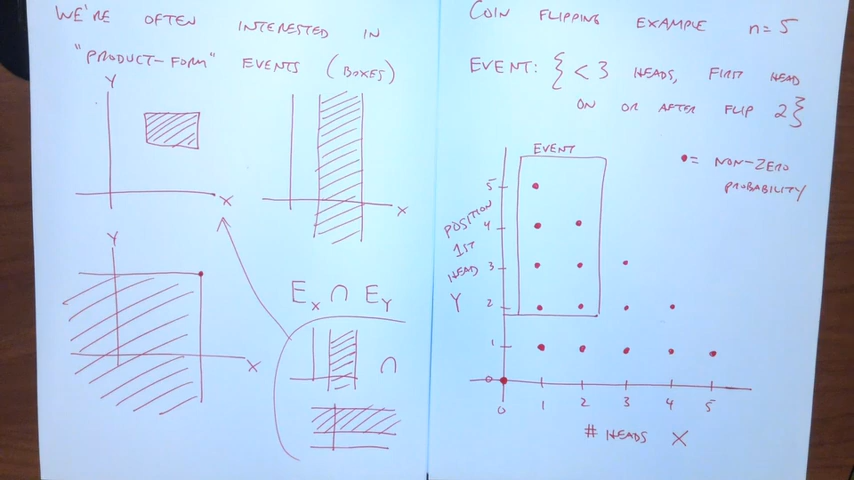 WE'RE OFTEN INTERESTED IN
"PRODUCT-FORM" EVENTS (BOXES)
Y
X
X
Y
X
E_X ∩ E_Y
∩
COIN FLIPPING EXAMPLE n=5
EVENT: { < 3 HEADS, FIRST HEAD
ON OR AFTER FLIP 2}
EVENT
• = NON-ZERO
PROBABILITY
POSITION
1ST
HEAD
Y
5
4
3
2
1
0
0 1 2 3 4 5
# HEADS X